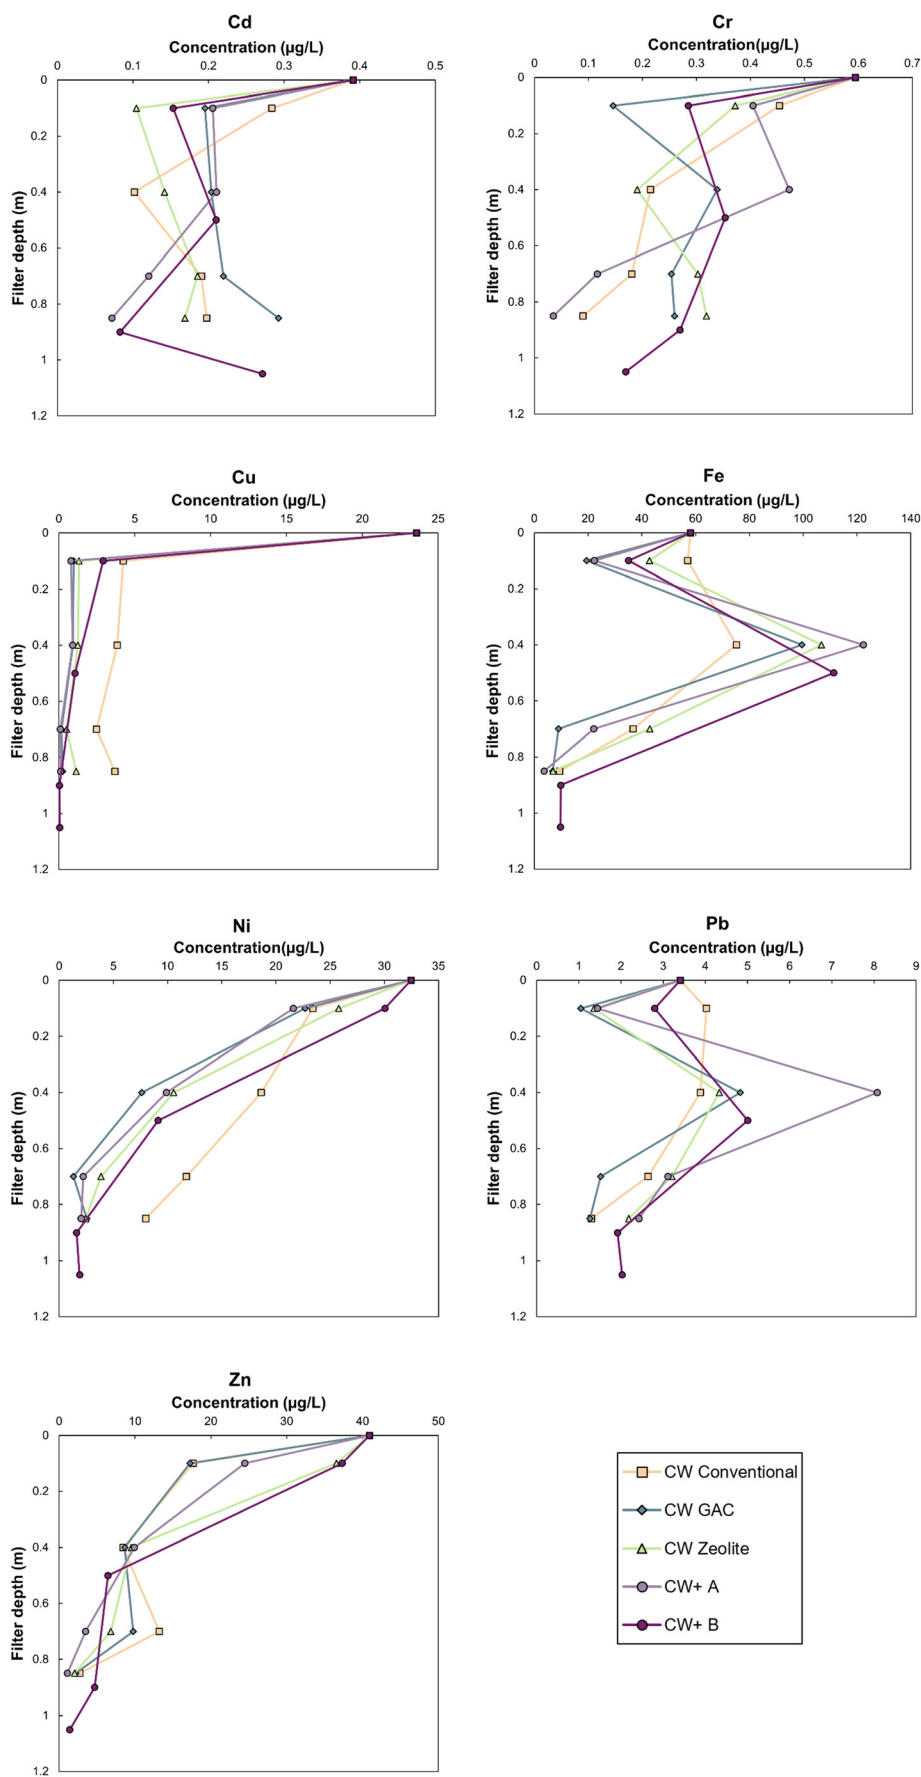 Cd
Concentration (µg/L)
0 0.1 0.2 0.3 0.4 0.5
0
0.2
0.4
0.6
0.8
1
1.2
Filter depth (m)
Cr
Concentration(µg/L)
0 0.1 0.2 0.3 0.4 0.5 0.6 0.7
0
0.2
0.4
0.6
0.8
1
1.2
Filter depth (m)
Cu
Concentration (µg/L)
0 5 10 15 20 25
0
0.2
0.4
0.6
0.8
1
1.2
Filter depth (m)
Fe
Concentration (µg/L)
0 20 40 60 80 100 120 140
0
0.2
0.4
0.6
0.8
1
1.2
Filter depth (m)
Ni
Concentration(µg/L)
0 5 10 15 20 25 30 35
0
0.2
0.4
0.6
0.8
1
1.2
Filter depth (m)
Pb
Concentration (µg/L)
0 1 2 3 4 5 6 7 8 9
0
0.2
0.4
0.6
0.8
1
1.2
Filter depth (m)
Zn
Concentration (µg/L)
0 10 20 30 40 50
0
0.2
0.4
0.6
0.8
1
1.2
Filter depth (m)
CW Conventional
CW GAC
CW Zeolite
CW+ A
CW+ B